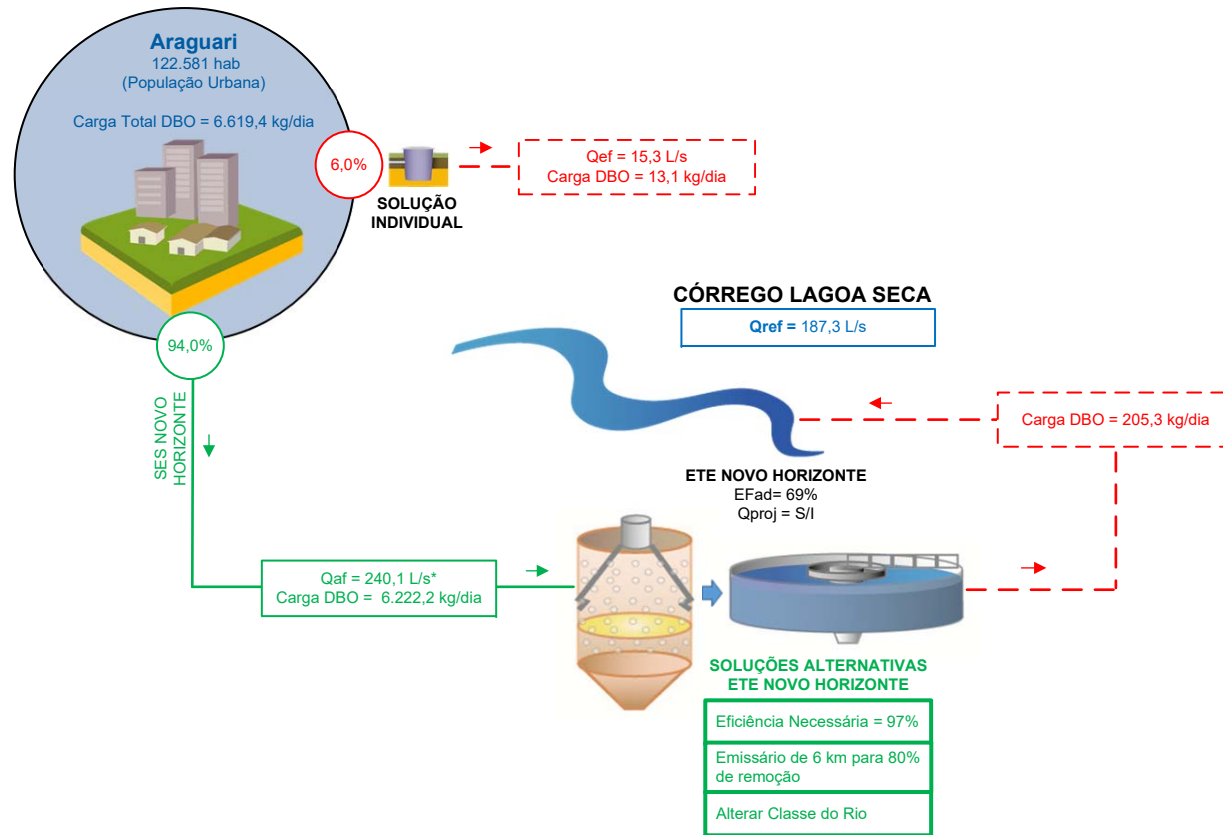 Araguari
122.581 hab
(População Urbana)
Carga Total DBO = 6.619,4 kg/dia
6,0%
SOLUÇÃO
INDIVIDUAL
Qef = 15,3 L/s
Carga DBO = 13,1 kg/dia
CÓRREGO LAGOA SECA
Qref = 187,3 L/s
94,0%
SES NOVO
HORIZONTE
Carga DBO = 205,3 kg/dia
ETE NOVO HORIZONTE
EFad= 69%
Qproj = S/I
Qaf = 240,1 L/s*
Carga DBO = 6.222,2 kg/dia
SOLUÇÕES ALTERNATIVAS
ETE NOVO HORIZONTE
Eficiência Necessária = 97%
Emissário de 6 km para 80%
de remoção
Alterar Classe do Rio